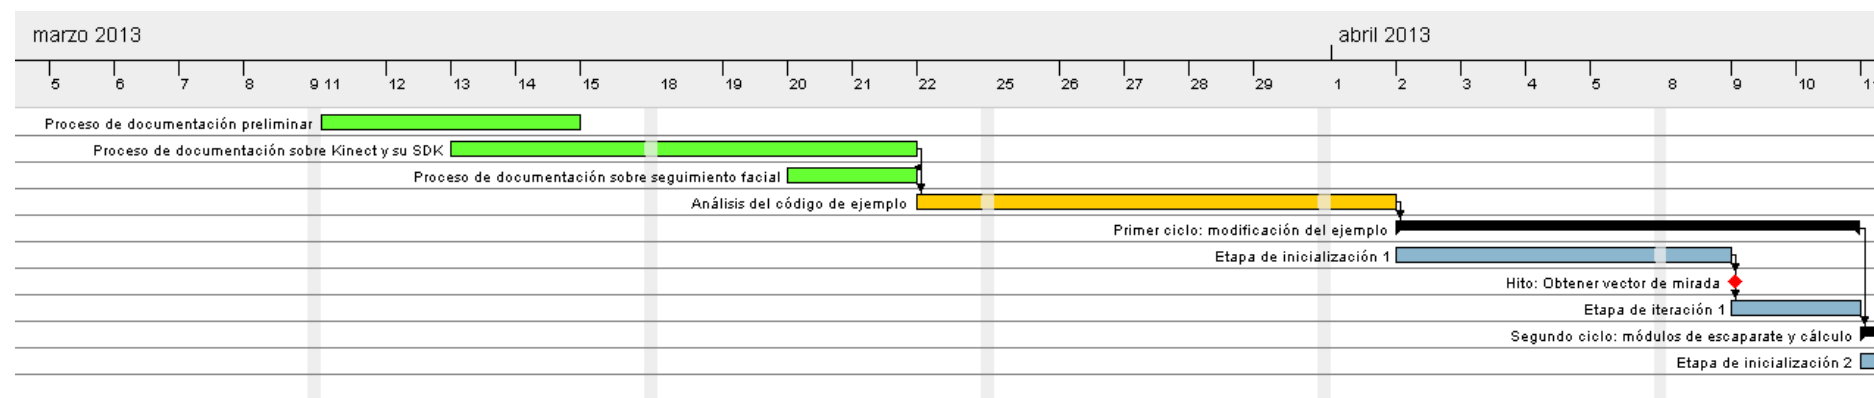 marzo 2013 abril 2013
5 6 7 8 9 11 12 13 14 15 18 19 20 21 22 25 26 27 28 29 1 2 3 4 5 8 9 10 11
Proceso de documentación preliminar
Proceso de documentación sobre Kinect y su SDK
Proceso de documentación sobre seguimiento facial
Análisis del código de ejemplo
Primer ciclo: modificación del ejemplo
Etapa de inicialización 1
Hito: Obtener vector de mirada
Etapa de iteración 1
Segundo ciclo: módulos de escaparate y cálculo
Etapa de inicialización 2